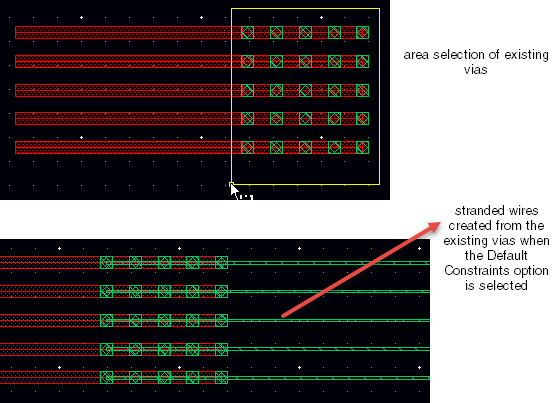 area selection of existing
vias
stranded wires
created from the
existing vias when
the Default
Constraints option
is selected